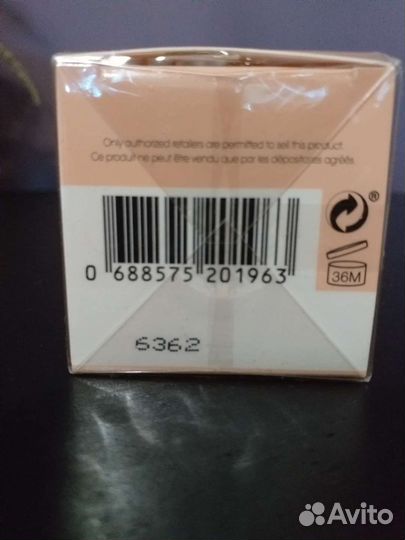 Only authorized retailers are permitted to sell this product.
Ce produit ne peut être vendu que par les dépositaires agréés.
®
0 688575 201963
36M
6362
Avito